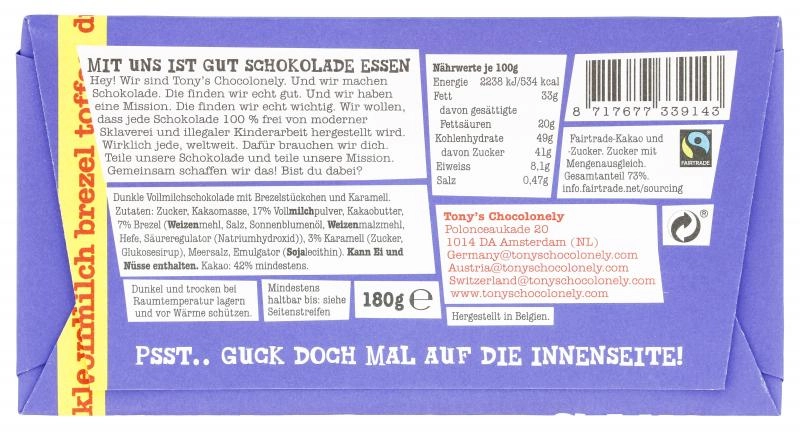 MIT UNS IST GUT SCHOKOLADE ESSEN
Hey! Wir sind Tony's Chocolonely. Und wir machen
Schokolade. Die finden wir echt gut. Und wir haben
eine Mission. Die finden wir echt wichtig. Wir wollen,
dass jede Schokolade 100 % frei von moderner
Sklaverei und illegaler Kinderarbeit hergestellt wird.
Wirklich jede, weltweit. Dafür brauchen wir dich.
Teile unsere Schokolade und teile unsere Mission.
Gemeinsam schaffen wir das! Bist du dabei?
Dunkle Vollmilchschokolade mit Brezelstückchen und Karamell.
Zutaten: Zucker, Kakaomasse, 17% Vollmilchpulver, Kakaobutter,
7% Brezel (Weizenmehl, Salz, Sonnenblumenöl, Weizenmalzmehl,
Hefe, Säureregulator (Natriumhydroxid)), 3% Karamell (Zucker,
Glukosesirup), Meersalz, Emulgator (Sojalecithin). Kann Ei und
Nüsse enthalten. Kakao: 42% mindestens.
Dunkel und trocken bei
Raumtemperatur lagern
und vor Wärme schützen.
Mindestens
haltbar bis: siehe
Seitenstreifen
180g ℮
Nährwerte je 100g
Energie 2238 kJ/534 kcal
Fett 33g
davon gesättigte
Fettsäuren 20g
Kohlenhydrate 49g
davon Zucker 41g
Eiweiss 8,1g
Salz 0,47g
8 717677 339143
Fairtrade-Kakao und
-Zucker. Zucker mit
Mengenausgleich.
Gesamtanteil 73%.
info.fairtrade.net/sourcing
FAIRTRADE
Tony's Chocolonely
Polonceaukade 20
1014 DA Amsterdam (NL)
Germany@tonyschocolonely.com
Austria@tonyschocolonely.com
Switzerland@tonyschocolonely.com
www.tonyschocolonely.com
®
Hergestellt in Belgien.
PSST.. GUCK DOCH MAL AUF DIE INNENSEITE!
milch brezel toffee